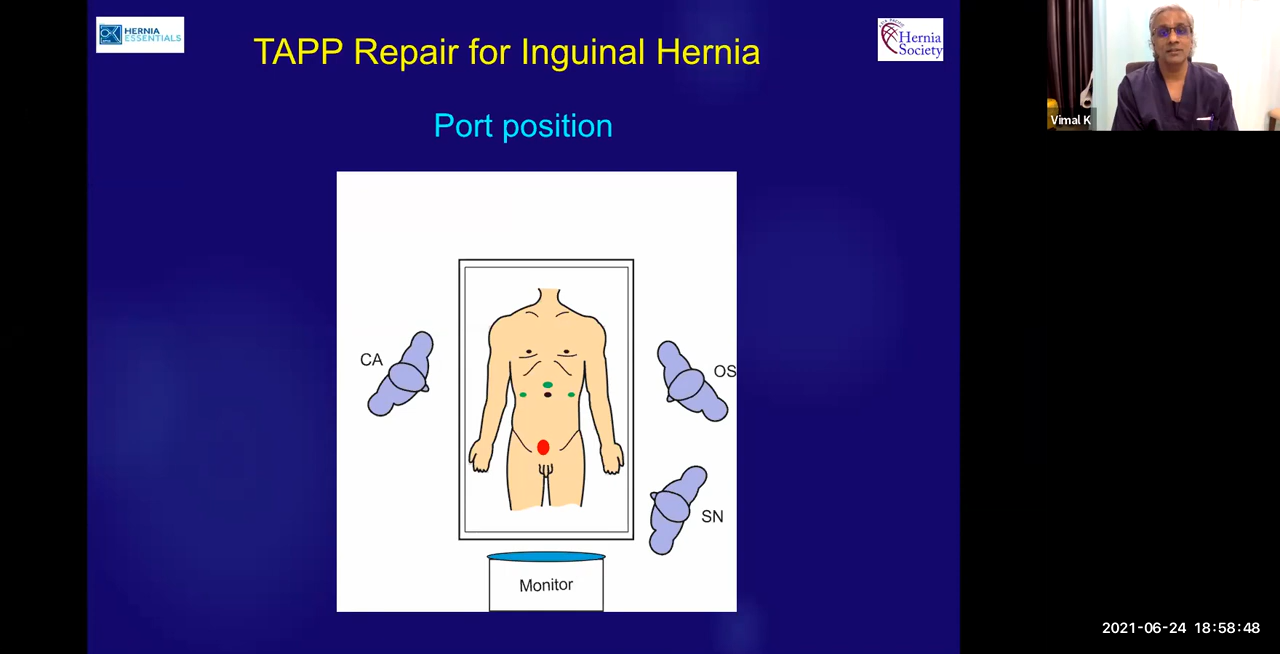 HERNIA
ESSENTIALS
TAPP Repair for Inguinal Hernia
Hernia
Society
Port position
Vimal K
CA
OS
SN
Monitor
2021-06-24 18:58:48